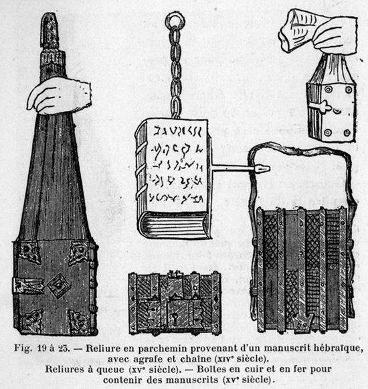 Fig. 19 à 23. — Reliure en parchemin provenant d'un manuscrit hébraïque,
avec agrafe et chaîne (XIVᵉ siècle).
Reliures à queue (XVᵉ siècle). — Boîtes en cuir et en fer pour
contenir des manuscrits (XVᵉ siècle).